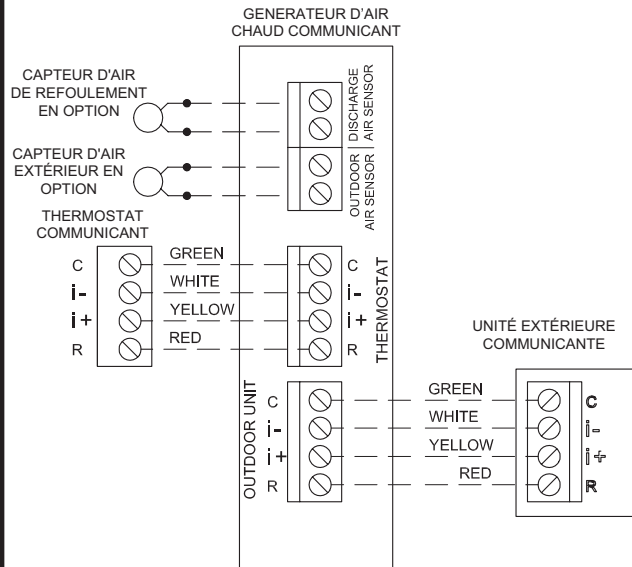 GENERATEUR D'AIR
CHAUD COMMUNICANT
CAPTEUR D'AIR
DE REFOULEMENT
EN OPTION
DISCHARGE
AIR SENSOR
CAPTEUR D'AIR
EXTÉRIEUR EN
OPTION
OUTDOOR
AIR SENSOR
THERMOSTAT
COMMUNICANT
C GREEN C
i- WHITE i-
i+ YELLOW i+
R RED R
THERMOSTAT
UNITÉ EXTÉRIEURE
COMMUNICANTE
OUTDOOR UNIT
C GREEN C
i- WHITE i-
i+ YELLOW i+
R RED R